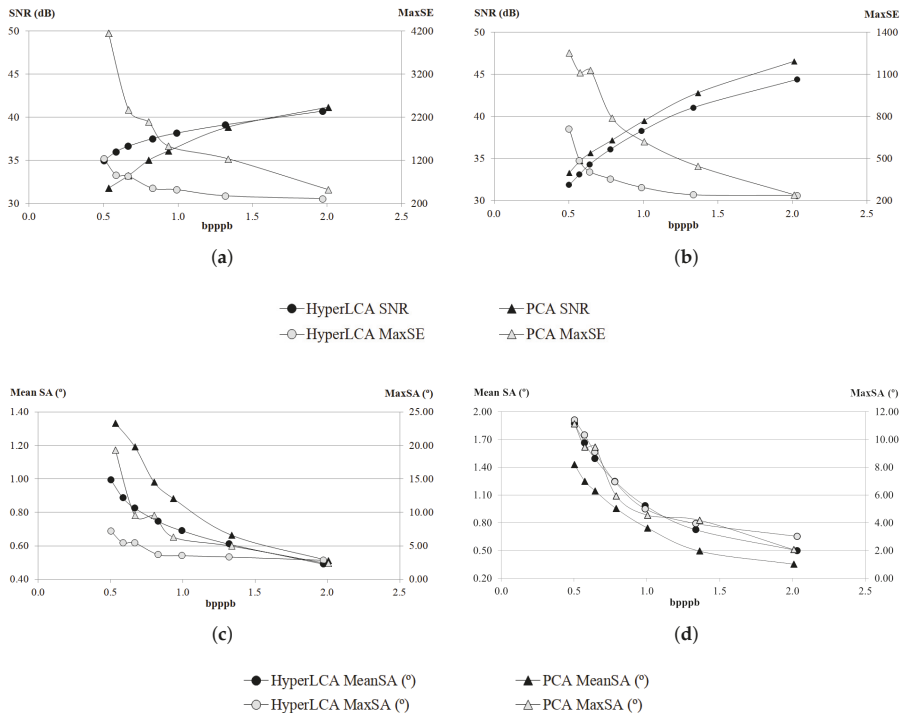 SNR (dB) MaxSE
50 4200
45 3200
40 2200
35 1200
30 200
0.0 0.5 1.0 1.5 2.0 2.5
bpppb
(a)
SNR (dB) MaxSE
50 1400
45 1100
40 800
35 500
30 200
0.0 0.5 1.0 1.5 2.0 2.5
bpppb
(b)
HyperLCA SNR PCA SNR
HyperLCA MaxSE PCA MaxSE
Mean SA (º) MaxSA (º)
1.40 25.00
1.20 20.00
1.00 15.00
0.80 10.00
0.60 5.00
0.40 0.00
0.0 0.5 1.0 1.5 2.0 2.5
bpppb
(c)
Mean SA (º) MaxSA (º)
2.00 12.00
1.70 10.00
1.40 8.00
1.10 6.00
0.80 4.00
0.50 2.00
0.20 0.00
0.0 0.5 1.0 1.5 2.0 2.5
bpppb
(d)
HyperLCA MeanSA (º) PCA MeanSA (º)
HyperLCA MaxSA (º) PCA MaxSA (º)